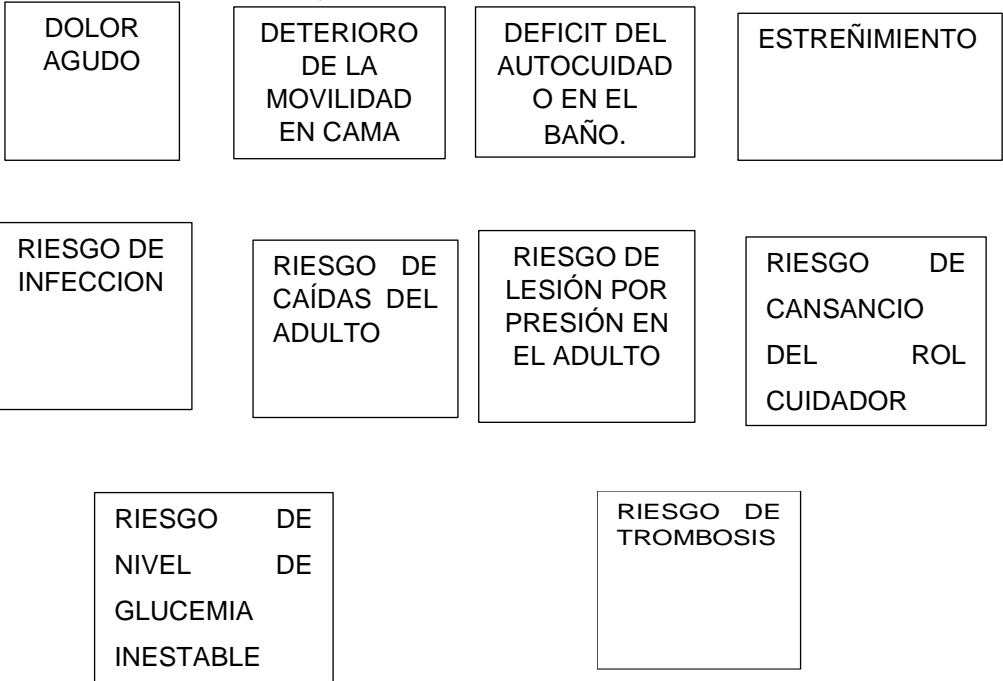 DOLOR
AGUDO
DETERIORO
DE LA
MOVILIDAD
EN CAMA
DEFICIT DEL
AUTOCUIDAD
O EN EL
BAÑO.
ESTREÑIMIENTO
RIESGO DE
INFECCION
RIESGO DE
CAÍDAS DEL
ADULTO
RIESGO DE
LESIÓN POR
PRESIÓN EN
EL ADULTO
RIESGO DE
CANSANCIO
DEL ROL
CUIDADOR
RIESGO DE
NIVEL DE
GLUCEMIA
INESTABLE
RIESGO DE
TROMBOSIS